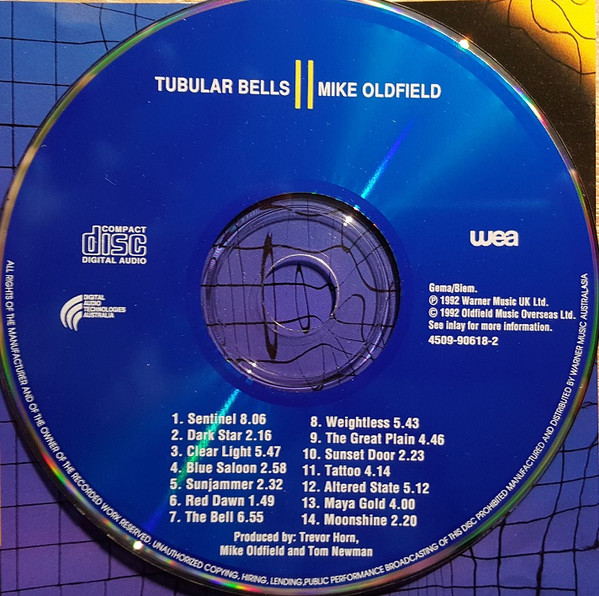 TUBULAR BELLS II MIKE OLDFIELD
COMPACT
disc
DIGITAL AUDIO
wea
DIGITAL
AUDIO
TECHNOLOGIES
AUSTRALIA
Gema/Biem.
℗ 1992 Warner Music UK Ltd.
© 1992 Oldfield Music Overseas Ltd.
See inlay for more information.
4509-90618-2
1. Sentinel 8.06
2. Dark Star 2.16
3. Clear Light 5.47
4. Blue Saloon 2.58
5. Sunjammer 2.32
6. Red Dawn 1.49
7. The Bell 6.55
8. Weightless 5.43
9. The Great Plain 4.46
10. Sunset Door 2.23
11. Tattoo 4.14
12. Altered State 5.12
13. Maya Gold 4.00
14. Moonshine 2.20
Produced by: Trevor Horn,
Mike Oldfield and Tom Newman
ALL RIGHTS OF THE MANUFACTURER AND OF THE OWNER OF THE RECORDED WORK RESERVED. UNAUTHORIZED COPYING, HIRING, LENDING,PUBLIC PERFORMANCE BROADCASTING OF THIS DISC PROHIBITED MANUFACTURED AND DISTRIBUTED BY WARNER MUSIC AUSTRALASIA